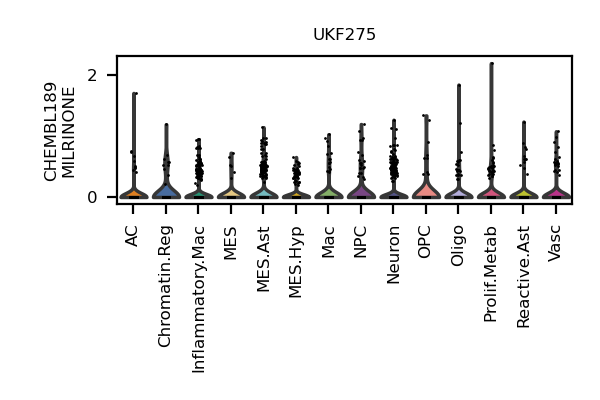 UKF275
CHEMBL189
MILRINONE
2
0
AC
Chromatin.Reg
Inflammatory.Mac
MES
MES.Ast
MES.Hyp
Mac
NPC
Neuron
OPC
Oligo
Prolif.Metab
Reactive.Ast
Vasc